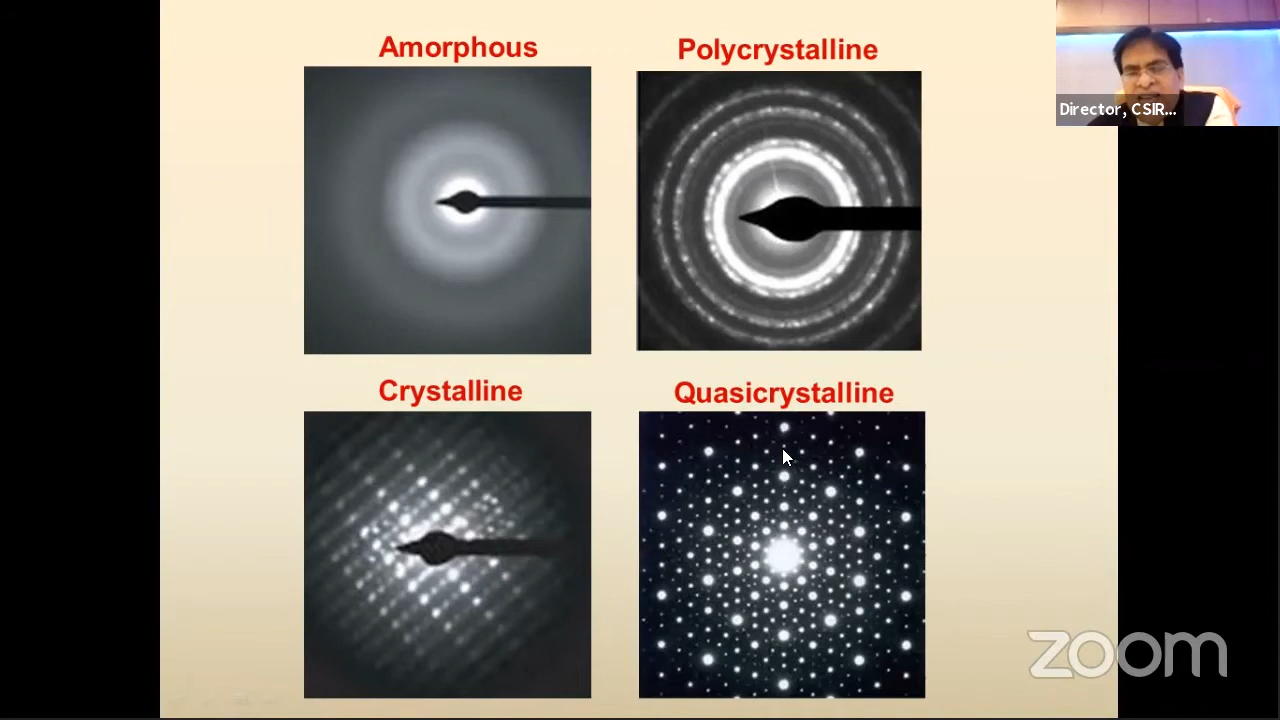 Amorphous
Polycrystalline
Director, CSIR...
Crystalline
Quasicrystalline
zoom